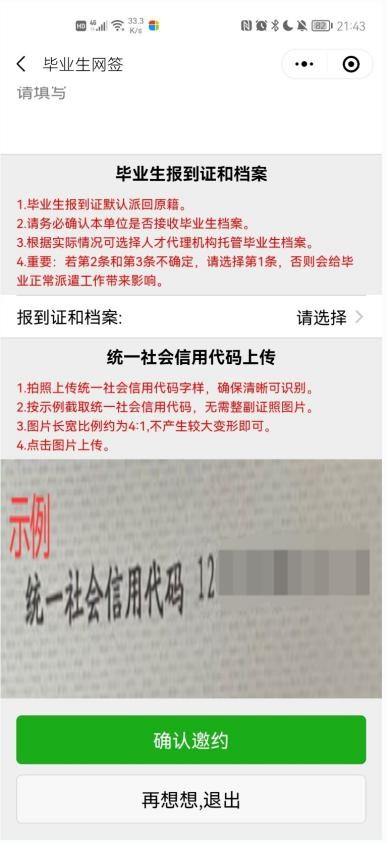 HD 4G 33.3 K/s 82 21:43
毕业生网签
请填写
毕业生报到证和档案
1.毕业生报到证默认派回原籍。
2.请务必确认本单位是否接收毕业生档案。
3.根据实际情况可选择人才代理机构托管毕业生档案。
4.重要：若第2条和第3条不确定，请选择第1条，否则会给毕
业正常派遣工作带来影响。
报到证和档案: 请选择
统一社会信用代码上传
1.拍照上传统一社会信用代码字样，确保清晰可识别。
2.按示例截取统一社会信用代码，无需整副证照图片。
3.图片长宽比例约为4:1,不产生较大变形即可。
4.点击图片上传。
示例
统一社会信用代码 12
确认邀约
再想想,退出